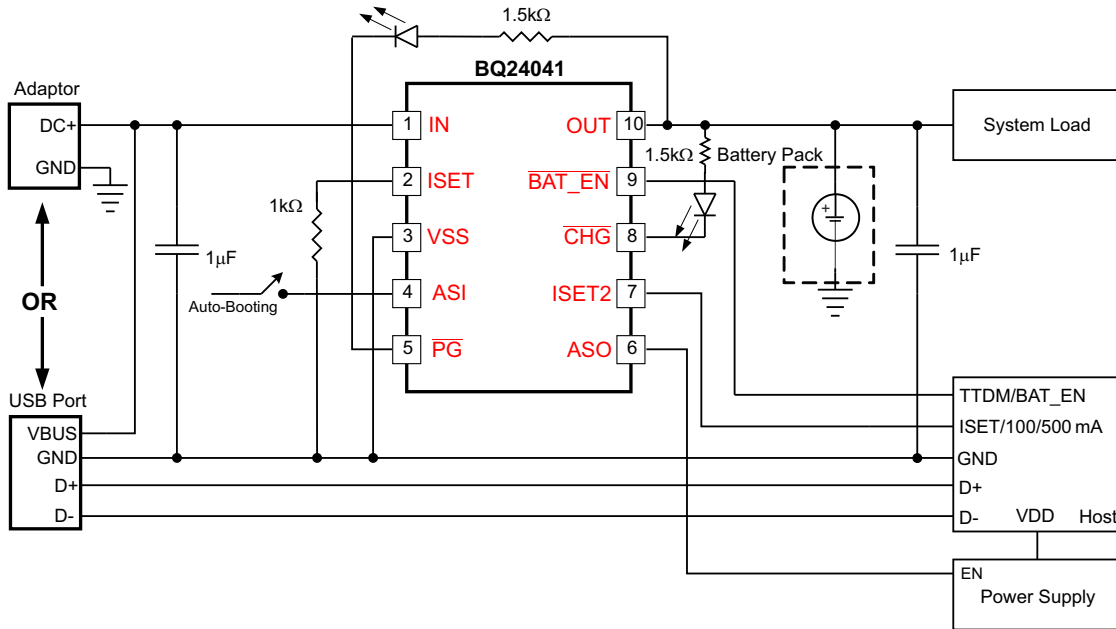 1.5kΩ
BQ24041
Adaptor
DC+
GND
1 IN
OUT 10
System Load
1.5kΩ
Battery Pack
2 ISET
BAT_EN 9
1kΩ
+
3 VSS
CHG 8
1µF
1µF
OR
Auto-Booting
4 ASI
ISET2 7
5 PG
ASO 6
USB Port
VBUS
GND
D+
D-
TTDM/BAT_EN
ISET/100/500 mA
GND
D+
D-
VDD
Host
EN
Power Supply